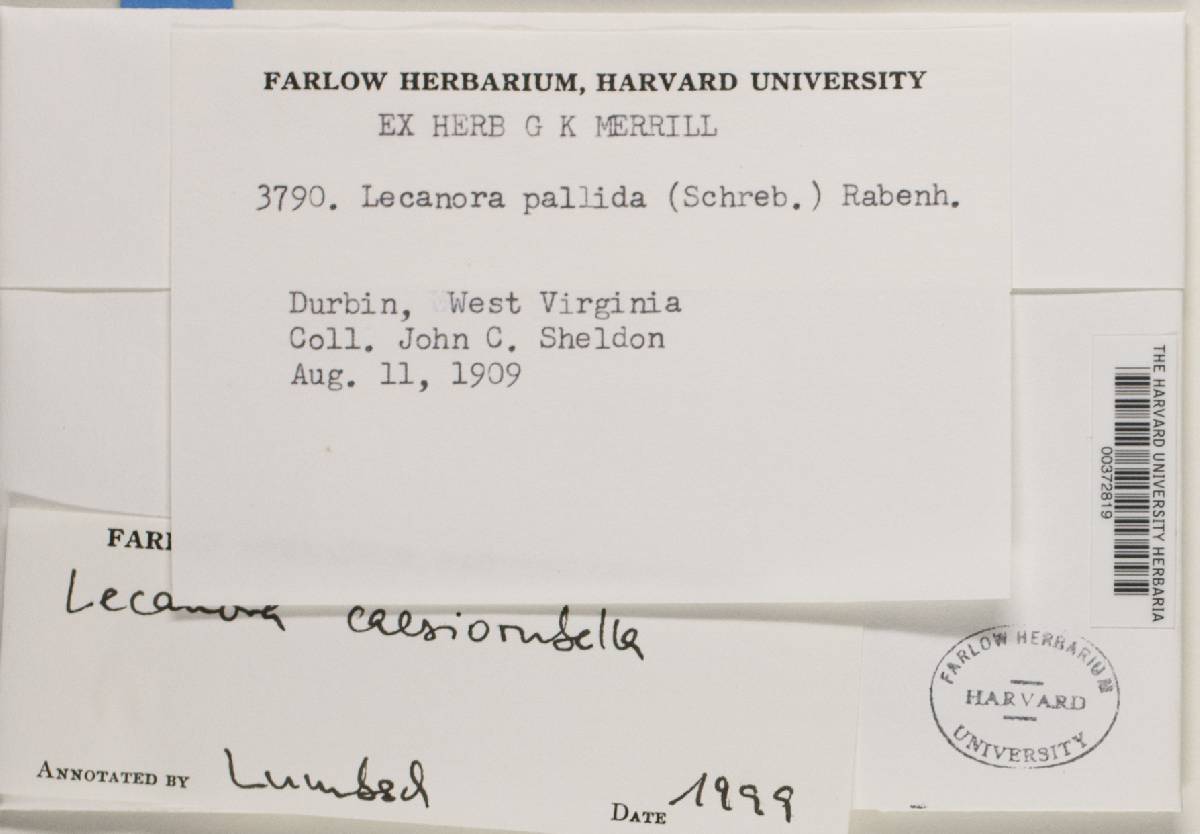 FARLOW HERBARIUM, HARVARD UNIVERSITY
EX HERB G K MERRILL
3790. Lecanora pallida (Schreb.) Rabenh.
Durbin, West Virginia
Coll. John C. Sheldon
Aug. 11, 1909
THE HARVARD UNIVERSITY HERBARIA
00372819
FARL
Lecanora caesiorubella
ANNOTATED BY Lumbsch
DATE 1999
FARLOW HERBARIUM
HARVARD
UNIVERSITY